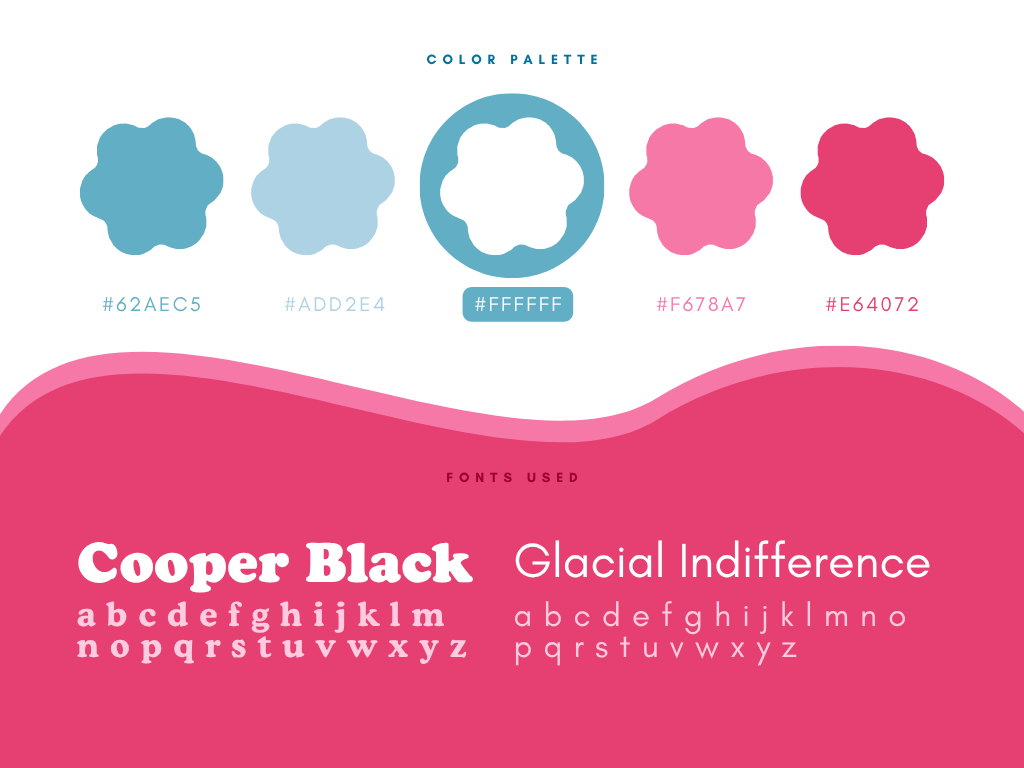 COLOR PALETTE
#62AEC5 #ADD2E4 #FFFFFF #F678A7 #E64072
FONTS USED
Cooper Black
a b c d e f g h i j k l m
n o p q r s t u v w x y z
Glacial Indifference
a b c d e f g h i j k l m n o
p q r s t u v w x y z